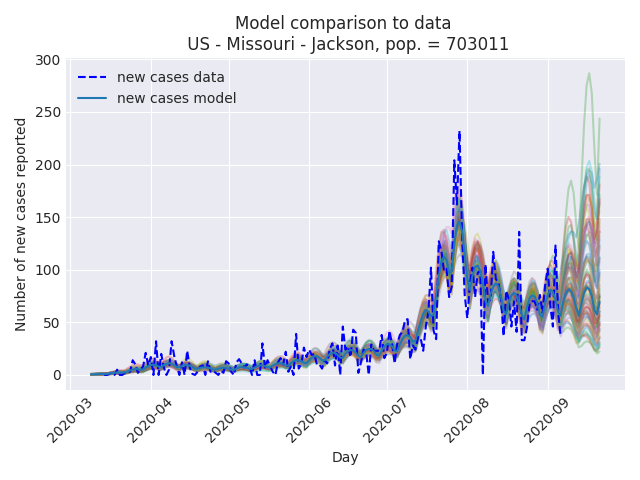 Model comparison to data
US - Missouri - Jackson, pop. = 703011
new cases data
new cases model
Number of new cases reported
300
250
200
150
100
50
0
2020-03
2020-04
2020-05
2020-06
2020-07
2020-08
2020-09
Day